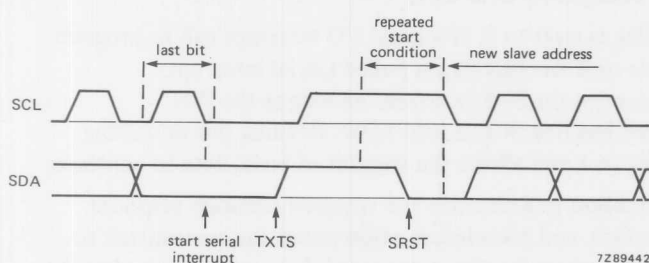 repeated
start
condition
last bit
new slave address
SCL
SDA
start serial
interrupt
TXTS
SRST
7Z89442